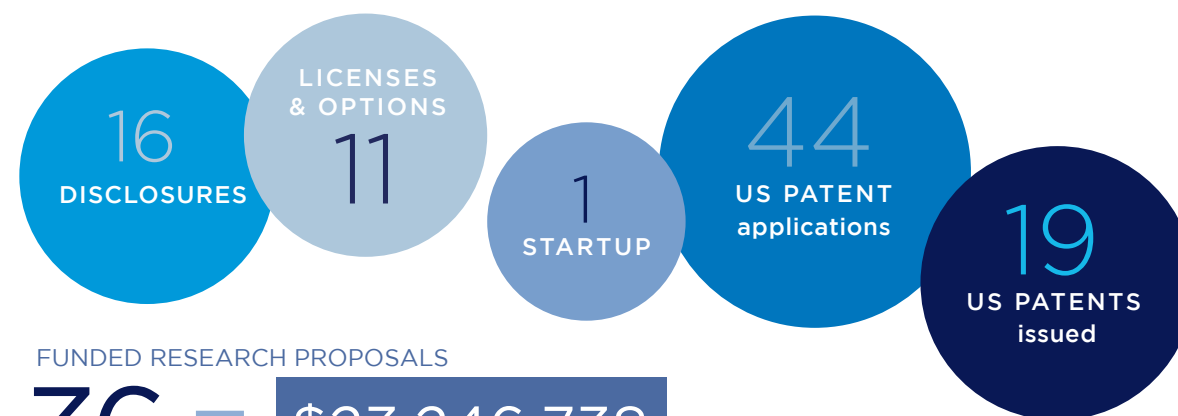 16
DISCLOSURES
LICENSES
& OPTIONS
11
1
STARTUP
44
US PATENT
applications
19
US PATENTS
issued
FUNDED RESEARCH PROPOSALS